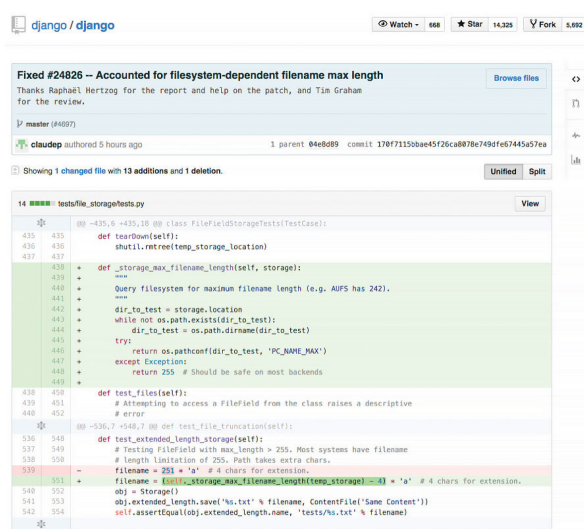 django / django
Watch 668 Star 14,325 Fork 5,692
Fixed #24826 -- Accounted for filesystem-dependent filename max length
Browse files
Thanks Raphaël Hertzog for the report and help on the patch, and Tim Graham
for the review.
master (#4697)
claudep authored 5 hours ago
1 parent 04e8d89 commit 170f7115bbae45f26ca8078e749dfe67445a57ea
Showing 1 changed file with 13 additions and 1 deletion.
Unified Split
14 tests/file_storage/tests.py View
@@ -435,6 +435,18 @@ class FileFieldStorageTests(TestCase):
435 435 def tearDown(self):
436 436 shutil.rmtree(temp_storage_location)
437 437
438 + def _storage_max_filename_length(self, storage):
439 + """
440 + Query filesystem for maximum filename length (e.g. AUFS has 242).
441 + """
442 + dir_to_test = storage.location
443 + while not os.path.exists(dir_to_test):
444 + dir_to_test = os.path.dirname(dir_to_test)
445 + try:
446 + return os.pathconf(dir_to_test, 'PC_NAME_MAX')
447 + except Exception:
448 + return 255 # Should be safe on most backends
449 +
438 450 def test_files(self):
439 451 # Attempting to access a FileField from the class raises a descriptive
440 452 # error
@@ -536,7 +548,7 @@ def test_file_truncation(self):
536 548 def test_extended_length_storage(self):
537 549 # Testing FileField with max_length > 255. Most systems have filename
538 550 # length limitation of 255. Path takes extra chars.
539 - filename = 251 * 'a' # 4 chars for extension.
551 + filename = (self._storage_max_filename_length(temp_storage) - 4) * 'a' # 4 chars for extension.
540 552 obj = Storage()
541 553 obj.extended_length.save('%s.txt' % filename, ContentFile('Same Content'))
542 554 self.assertEqual(obj.extended_length.name, 'tests/%s.txt' % filename)